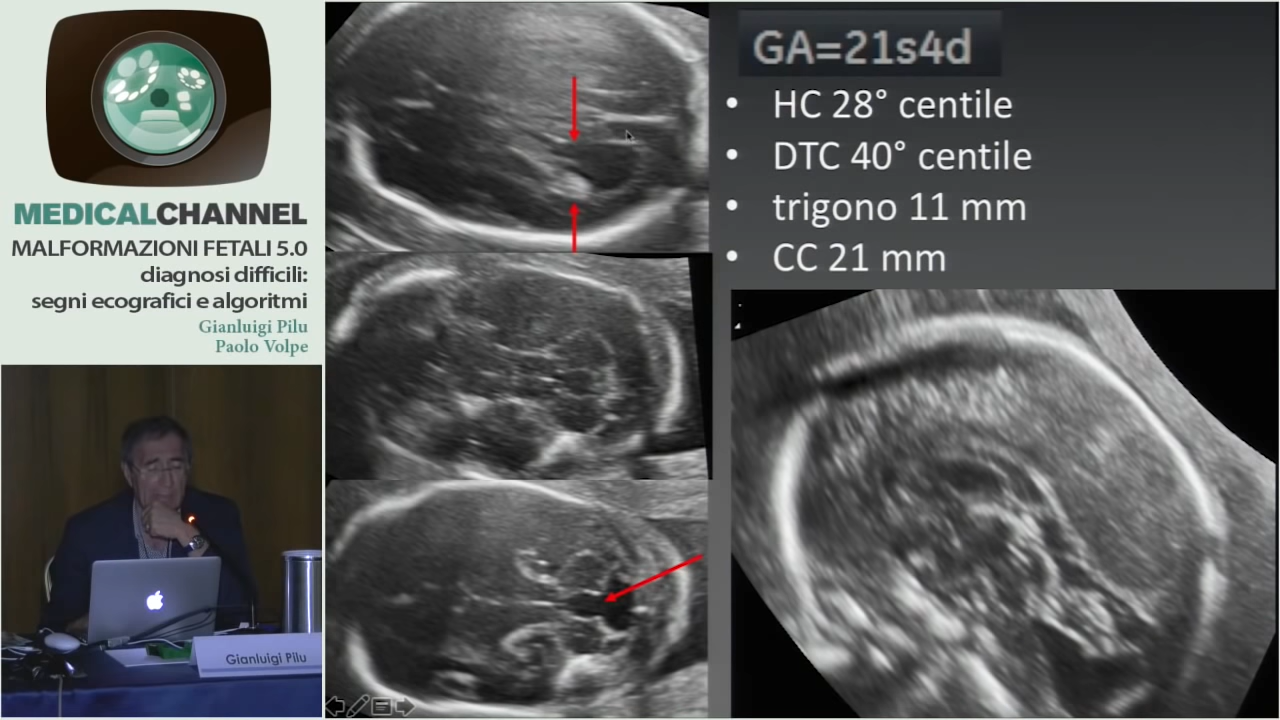 MEDICALCHANNEL
MALFORMAZIONI FETALI 5.0
diagnosi difficili:
segni ecografici e algoritmi
Gianluigi Pilu
Paolo Volpe
Gianluigi Pilu
GA=21s4d
• HC 28° centile
• DTC 40° centile
• trigono 11 mm
• CC 21 mm